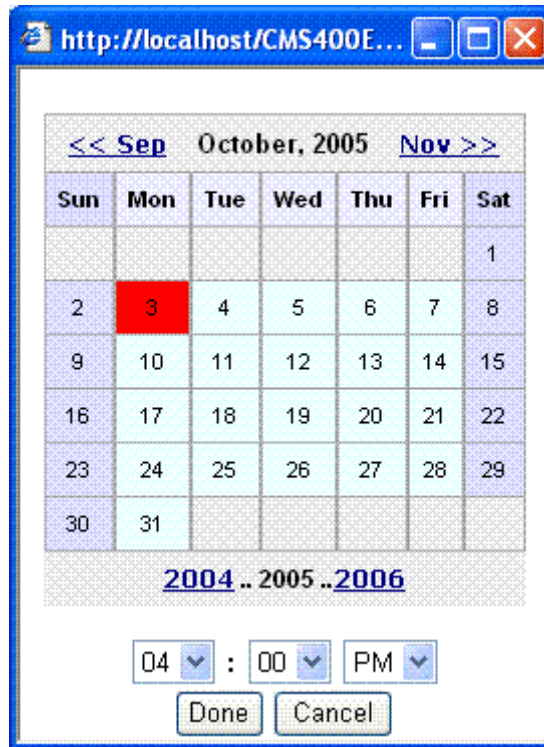 http://localhost/CMS400E...
<< Sep October, 2005 Nov >>
Sun Mon Tue Wed Thu Fri Sat
1
2 3 4 5 6 7 8
9 10 11 12 13 14 15
16 17 18 19 20 21 22
23 24 25 26 27 28 29
30 31
2004 .. 2005 ..2006
04 : 00 PM
Done Cancel